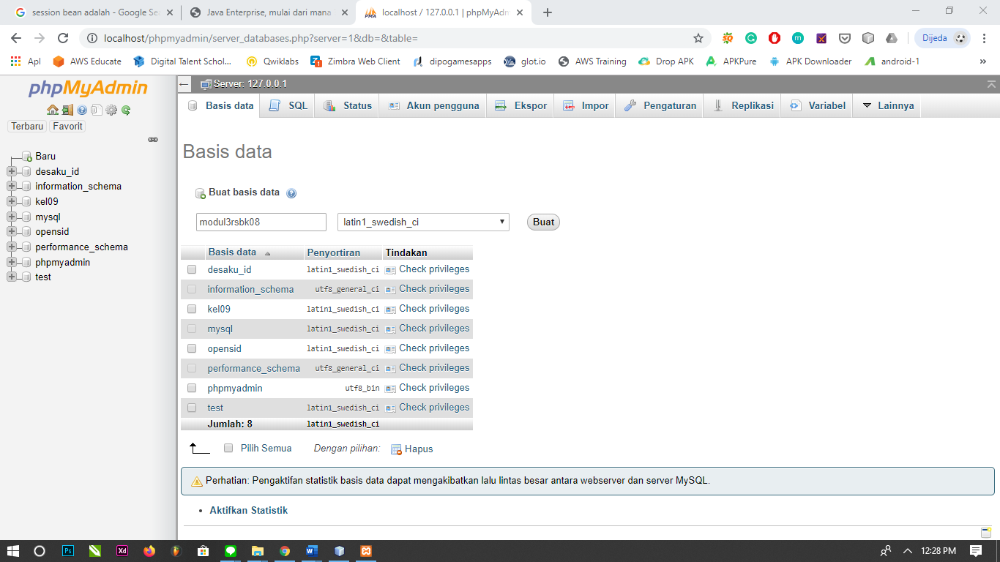 session bean adalah - Google Se
Java Enterprise, mulai dari mana
localhost / 127.0.0.1 | phpMyAdm
localhost/phpmyadmin/server_databases.php?server=1&db=&table=
Dijeda
Apl
AWS Educate
Digital Talent Schol...
Qwiklabs
Zimbra Web Client
dipogamesapps
glot.io
AWS Training
Drop APK
APKPure
APK Downloader
android-1
»
phpMyAdmin
Terbaru
Favorit
Baru
desaku_id
information_schema
kel09
mysql
opensid
performance_schema
phpmyadmin
test
Server: 127.0.0.1
Basis data
SQL
Status
Akun pengguna
Ekspor
Impor
Pengaturan
Replikasi
Variabel
Lainnya
Basis data
Buat basis data
modul3rsbk08
latin1_swedish_ci
Buat
Basis data Penyortiran Tindakan
desaku_id latin1_swedish_ci Check privileges
information_schema utf8_general_ci Check privileges
kel09 latin1_swedish_ci Check privileges
mysql latin1_swedish_ci Check privileges
opensid latin1_swedish_ci Check privileges
performance_schema utf8_general_ci Check privileges
phpmyadmin utf8_bin Check privileges
test latin1_swedish_ci Check privileges
Jumlah: 8 latin1_swedish_ci
Pilih Semua
Dengan pilihan:
Hapus
Perhatian: Pengaktifan statistik basis data dapat mengakibatkan lalu lintas besar antara webserver dan server MySQL.
• Aktifkan Statistik
12:28 PM